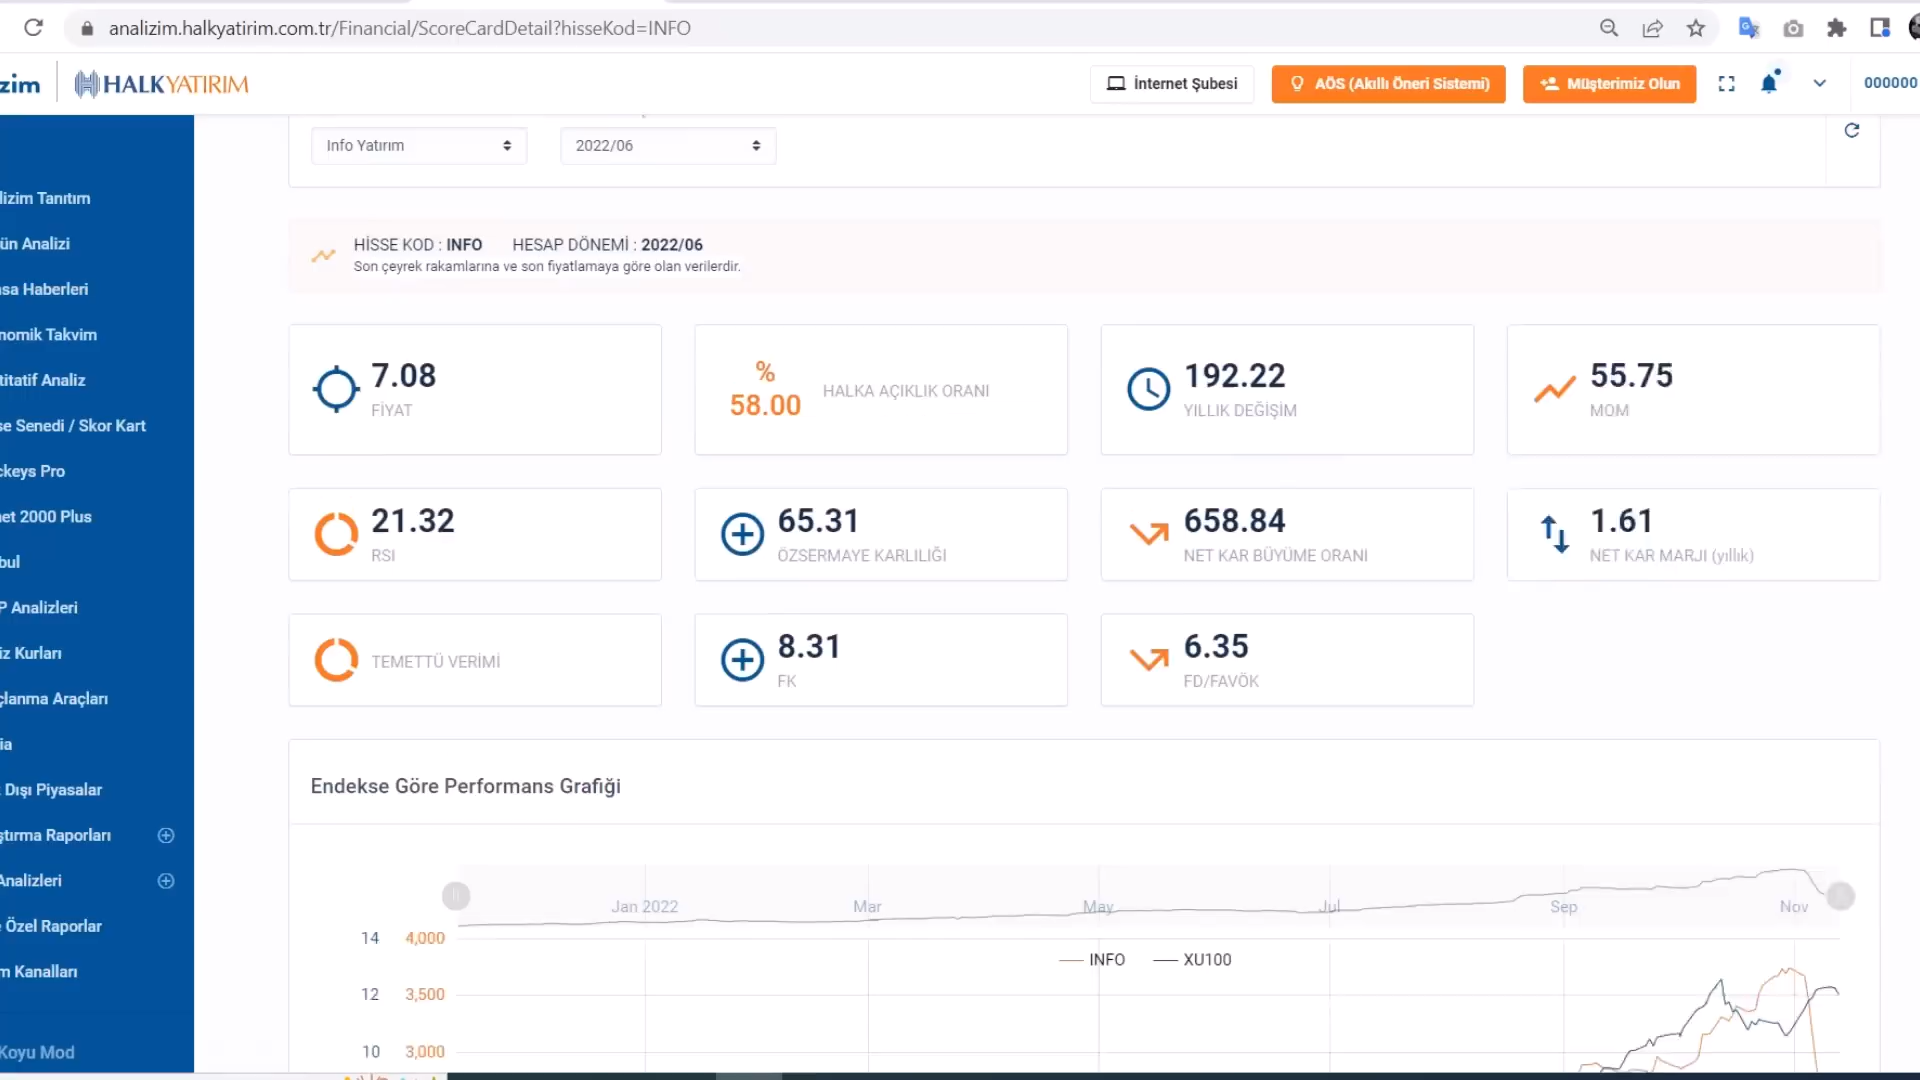 analizim.halkyatirim.com.tr/Financial/ScoreCardDetail?hisseKod=INFO
zim
HALKYATIRIM
İnternet Şubesi
AÖS (Akıllı Öneri Sistemi)
Müşterimiz Olun
000000
Info Yatırım
2022/06
lizim Tanıtım
ün Analizi
sa Haberleri
nomik Takvim
titatif Analiz
se Senedi / Skor Kart
ckeys Pro
net 2000 Plus
bul
P Analizleri
iz Kurları
çlanma Araçları
ia
Dışı Piyasalar
ştırma Raporları
Analizleri
Özel Raporlar
m Kanalları
Koyu Mod
HİSSE KOD : INFO HESAP DÖNEMİ : 2022/06
Son çeyrek rakamlarına ve son fiyatlamaya göre olan verilerdir.
7.08
FİYAT
%
58.00
HALKA AÇIKLIK ORANI
192.22
YILLIK DEĞİŞİM
55.75
MOM
21.32
RSI
65.31
ÖZSERMAYE KARLILIĞI
658.84
NET KAR BÜYÜME ORANI
1.61
NET KAR MARJI (yıllık)
TEMETTÜ VERİMİ
8.31
FK
6.35
FD/FAVÖK
Endekse Göre Performans Grafiği
Jan 2022 Mar May Jul Sep Nov
14 4,000
INFO XU100
12 3,500
10 3,000